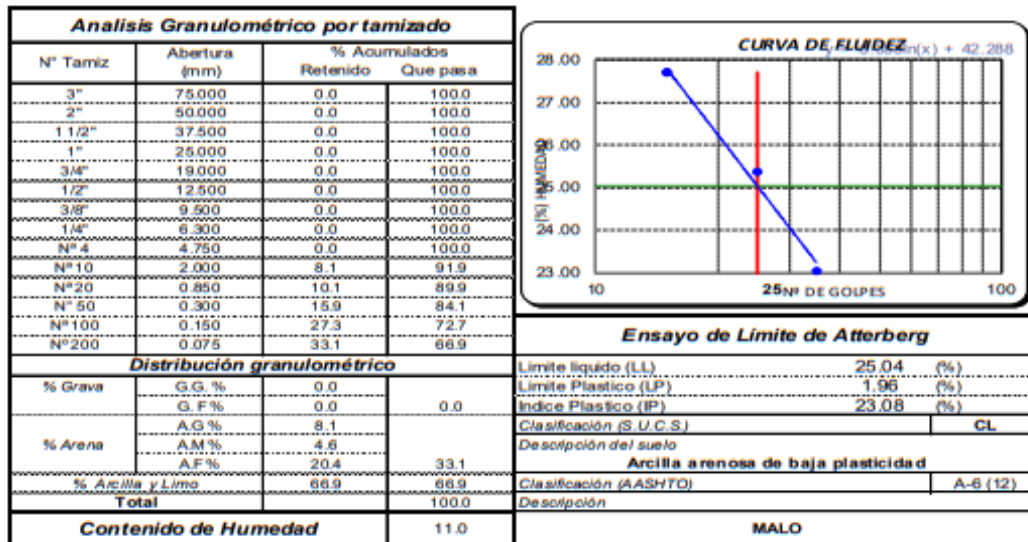 Analisis Granulométrico por tamizado
N° Tamiz Abertura (mm) % Acumulados Retenido Que pasa
3" 75.000 0.0 100.0
2" 50.000 0.0 100.0
1 1/2" 37.500 0.0 100.0
1" 25.000 0.0 100.0
3/4" 19.000 0.0 100.0
1/2" 12.500 0.0 100.0
3/8" 9.500 0.0 100.0
1/4" 6.300 0.0 100.0
Nº 4 4.750 0.0 100.0
Nº10 2.000 8.1 91.9
Nº20 0.850 10.1 89.9
N° 50 0.300 15.9 84.1
Nº100 0.150 27.3 72.7
Nº200 0.075 33.1 66.9
Distribución granulométrico
% Grava G.G. % 0.0
G. F% 0.0 0.0
% Arena A.G % 8.1
A.M % 4.6
A.F % 20.4 33.1
% Arcilla y Limo 66.9 66.9
Total 100.0
Contenido de Humedad 11.0
CURVA DE FLUIDEZ
ln(x) + 42.288
28.00
27.00
26.00
25.00
24.00
23.00
(%) HUMEDAD
10 25 Nº DE GOLPES 100
Ensayo de Límite de Atterberg
Limite liquido (LL) 25.04 (%)
Limite Plastico (LP) 1.96 (%)
Indice Plastico (IP) 23.08 (%)
Clasificación (S.U.C.S.) CL
Descripción del suelo
Arcilla arenosa de baja plasticidad
Clasificación (AASHTO) A-6 (12)
Descripción
MALO